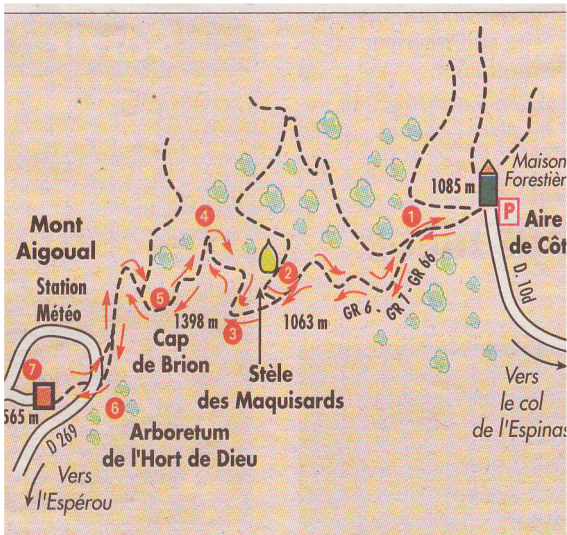 Maison
Forestièr
1085 m
P
Aire
de Côt
1
4
Mont
Aigoual
Station
Météo
2
5
GR 6 - GR 7 - GR 66
D. 10d
1398 m
3
1063 m
Cap
de Brion
7
Stèle
des Maquisards
Vers
le col
de l'Espinas
565 m
6
D 269
Arboretum
de l'Hort de Dieu
Vers
l'Espérou